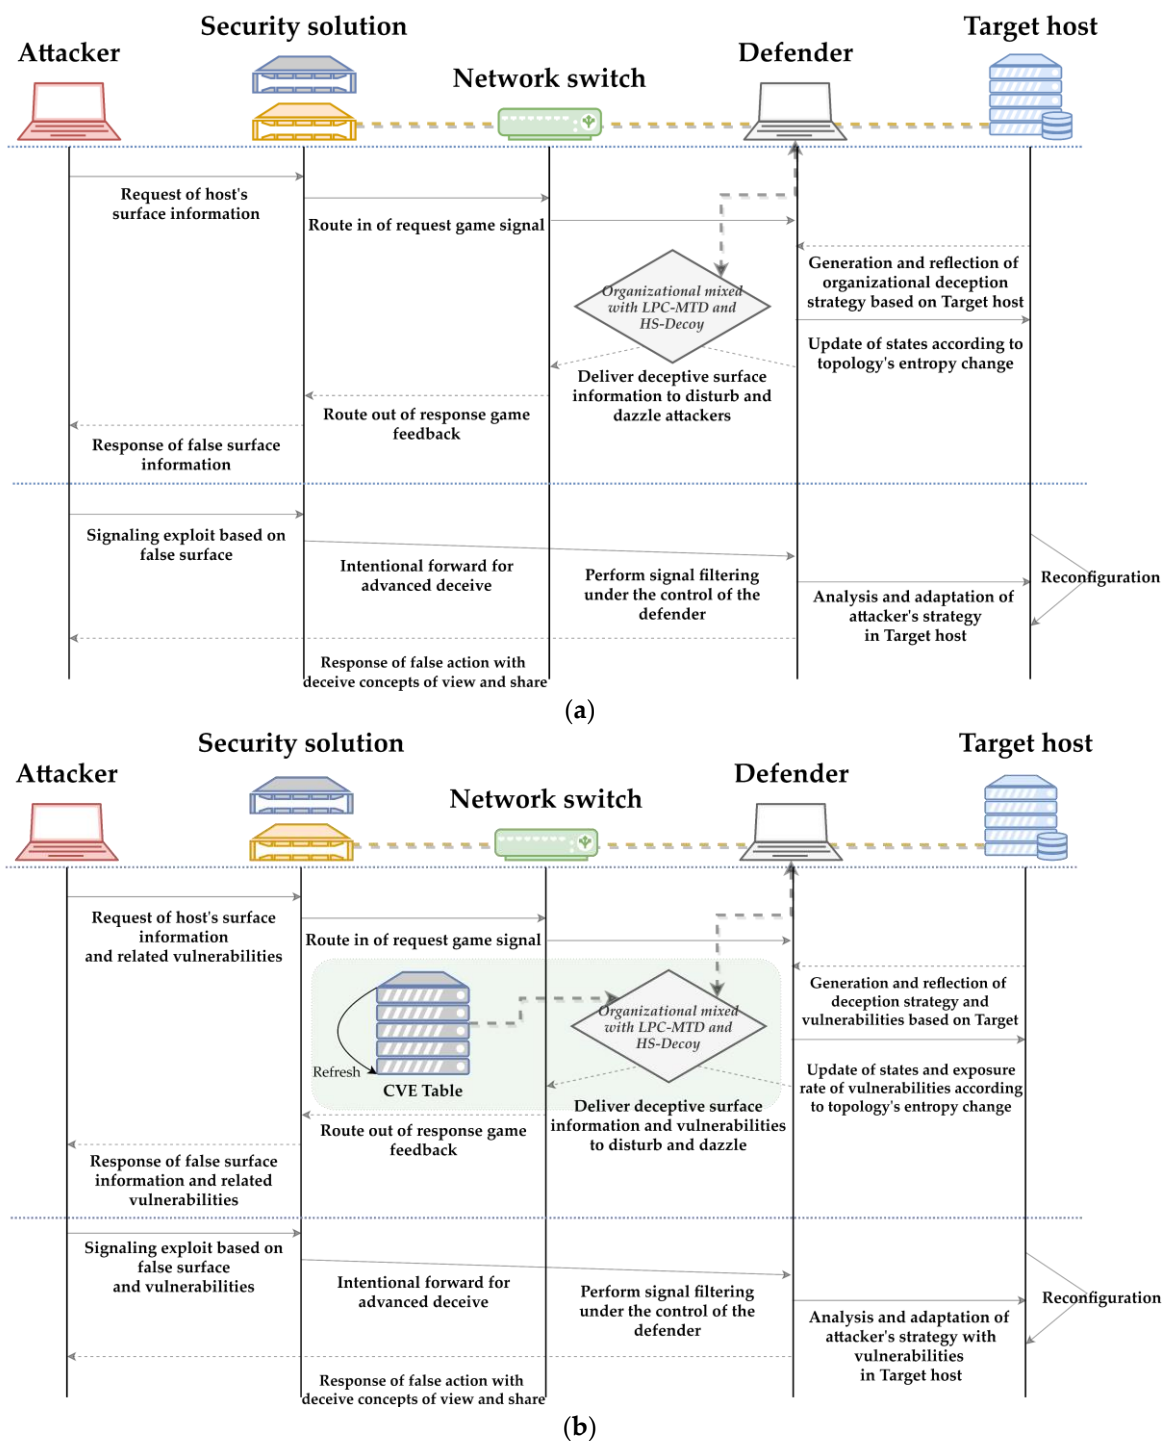 Security solution
Target host
Attacker
Defender
Network switch
Request of host's
surface information
Route in of request game signal
Generation and reflection of
organizational deception
strategy based on Target host
Organizational mixed
with LPC-MTD and
HS-Decoy
Update of states according to
topology's entropy change
Deliver deceptive surface
information to disturb and
dazzle attackers
Route out of response game
feedback
Response of false surface
information
Signaling exploit based on
false surface
Intentional forward for
advanced deceive
Perform signal filtering
under the control of the
defender
Reconfiguration
Analysis and adaptation of
attacker's strategy
in Target host
Response of false action with
deceive concepts of view and share
(a)
Security solution
Target host
Attacker
Defender
Network switch
Request of host's surface
information
and related vulnerabilities
Route in of request game signal
Generation and reflection of
deception strategy and
vulnerabilities based on Target
Organizational mixed
with LPC-MTD and
HS-Decoy
Refresh
CVE Table
Update of states and exposure
rate of vulnerabilities according
to topology's entropy change
Deliver deceptive surface
information and vulnerabilities
to disturb and dazzle
Route out of response game
feedback
Response of false surface
information and related
vulnerabilities
Signaling exploit based on
false surface
and vulnerabilities
Intentional forward for
advanced deceive
Perform signal filtering
under the control of the
defender
Reconfiguration
Analysis and adaptation of
attacker's strategy with
vulnerabilities
in Target host
Response of false action with
deceive concepts of view and share
(b)